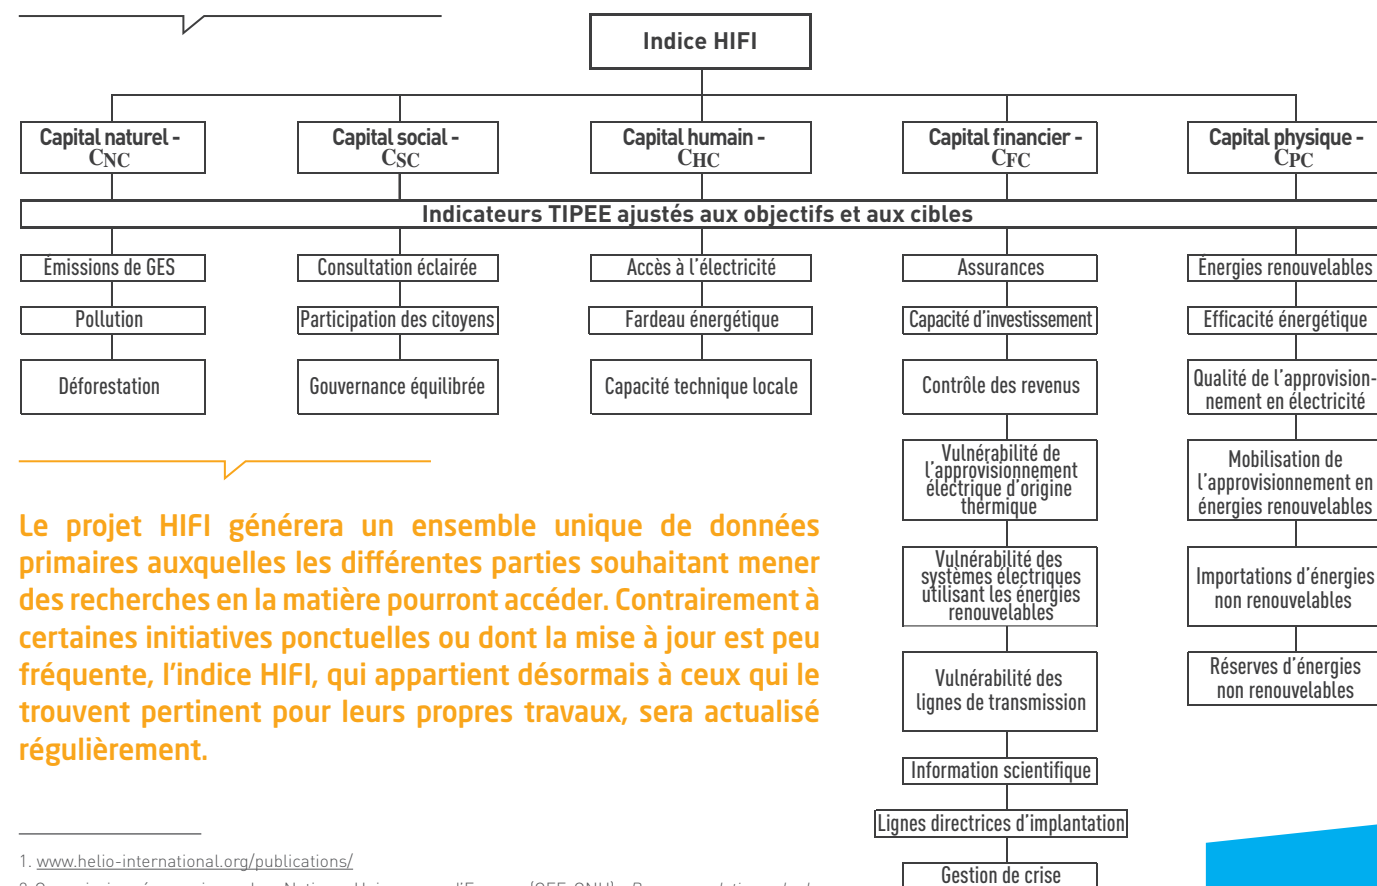 Indice HIFI
Capital naturel -
CNC
Capital social -
CSC
Capital humain -
CHC
Capital financier -
CFC
Capital physique -
CPC
Indicateurs TIPEE ajustés aux objectifs et aux cibles
Émissions de GES
Pollution
Déforestation
Consultation éclairée
Participation des citoyens
Gouvernance équilibrée
Accès à l'électricité
Fardeau énergétique
Capacité technique locale
Assurances
Capacité d'investissement
Contrôle des revenus
Vulnérabilité de
l'approvisionnement
électrique d'origine
thermique
Vulnérabilité des
systèmes électriques
utilisant les énergies
renouvelables
Vulnérabilité des
lignes de transmission
Information scientifique
Lignes directrices d'implantation
Gestion de crise
Énergies renouvelables
Efficacité énergétique
Qualité de l'approvision-
nement en électricité
Mobilisation de
l'approvisionnement en
énergies renouvelables
Importations d'énergies
non renouvelables
Réserves d'énergies
non renouvelables
Le projet HIFI générera un ensemble unique de données
primaires auxquelles les différentes parties souhaitant mener
des recherches en la matière pourront accéder. Contrairement à
certaines initiatives ponctuelles ou dont la mise à jour est peu
fréquente, l'indice HIFI, qui appartient désormais à ceux qui le
trouvent pertinent pour leurs propres travaux, sera actualisé
régulièrement.
1. www.helio-international.org/publications/